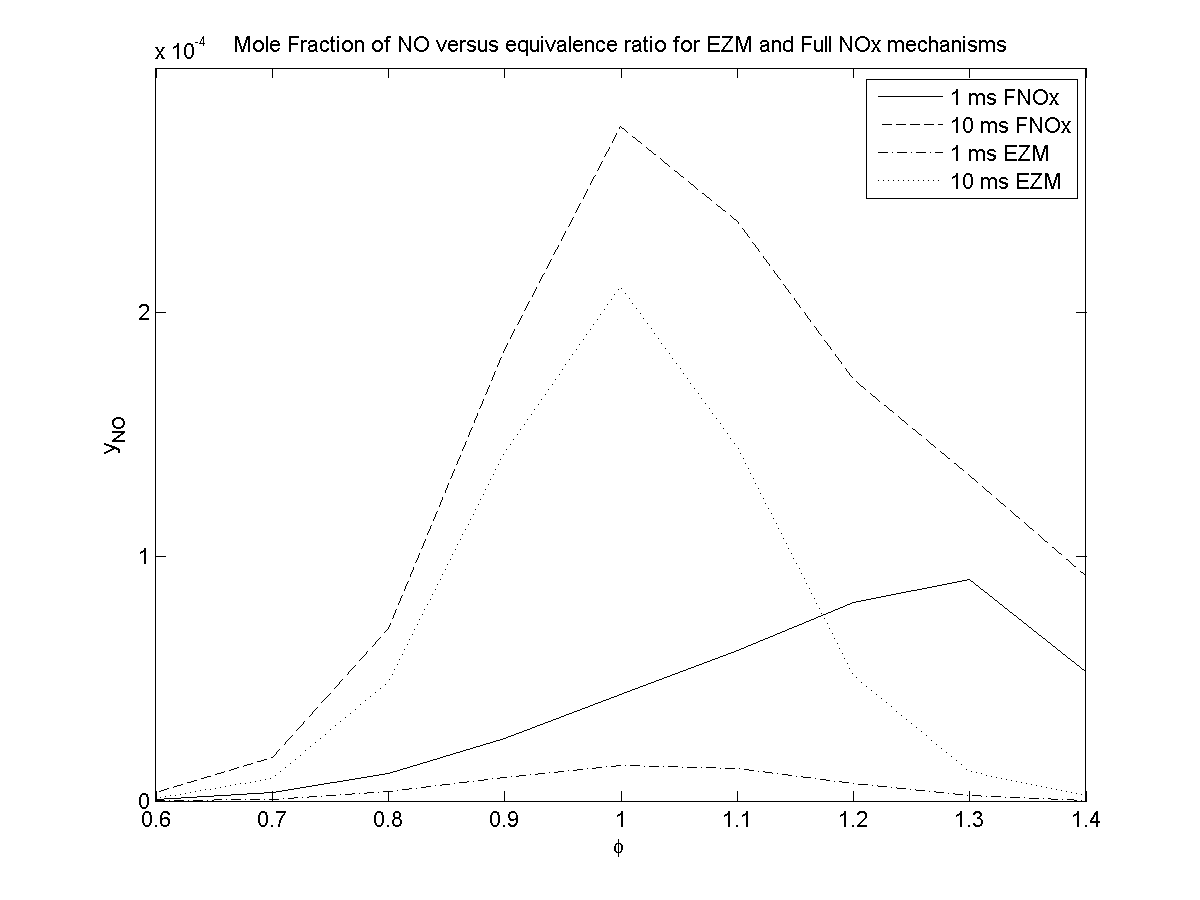 x 10^-4
Mole Fraction of NO versus equivalence ratio for EZM and Full NOx mechanisms
1 ms FNOx
10 ms FNOx
1 ms EZM
10 ms EZM
y_NO
2
1
0
0.6 0.7 0.8 0.9 1 1.1 1.2 1.3 1.4
ϕ